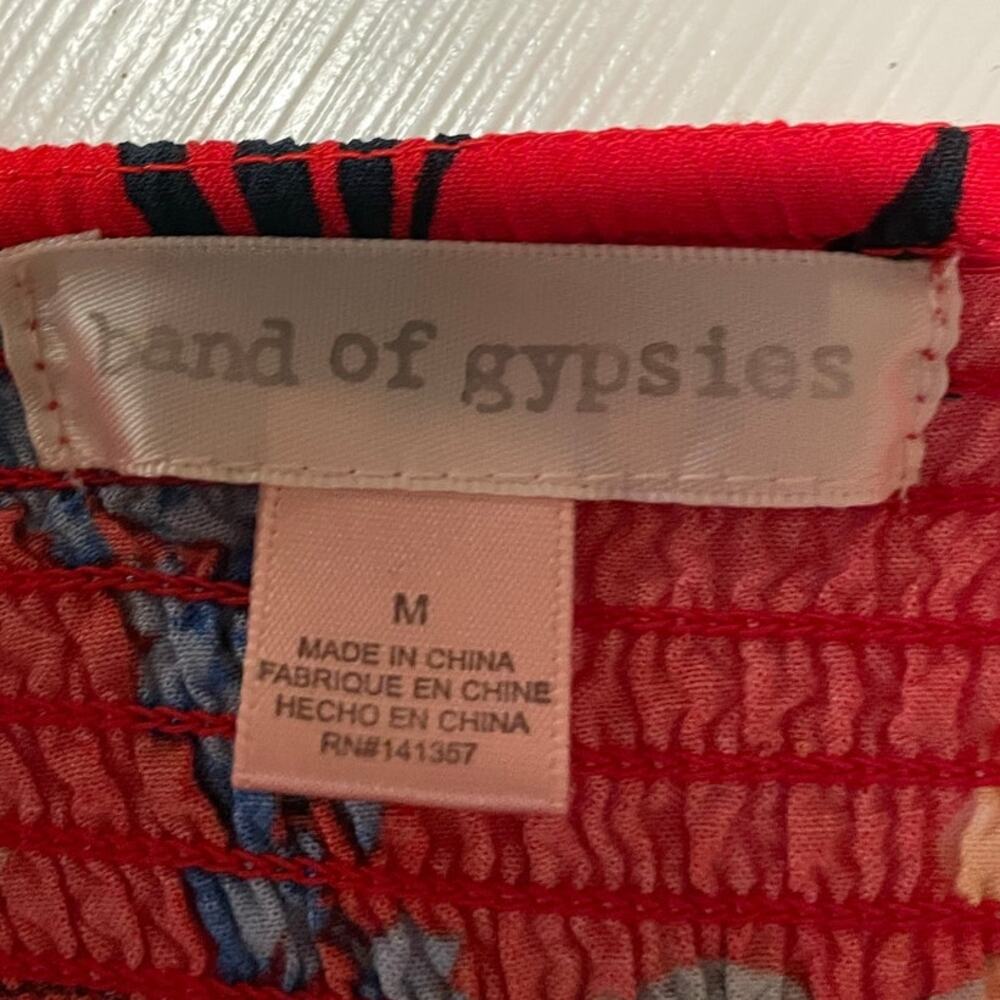 band of gypsies
M
MADE IN CHINA
FABRIQUE EN CHINE
HECHO EN CHINA
RN#141357